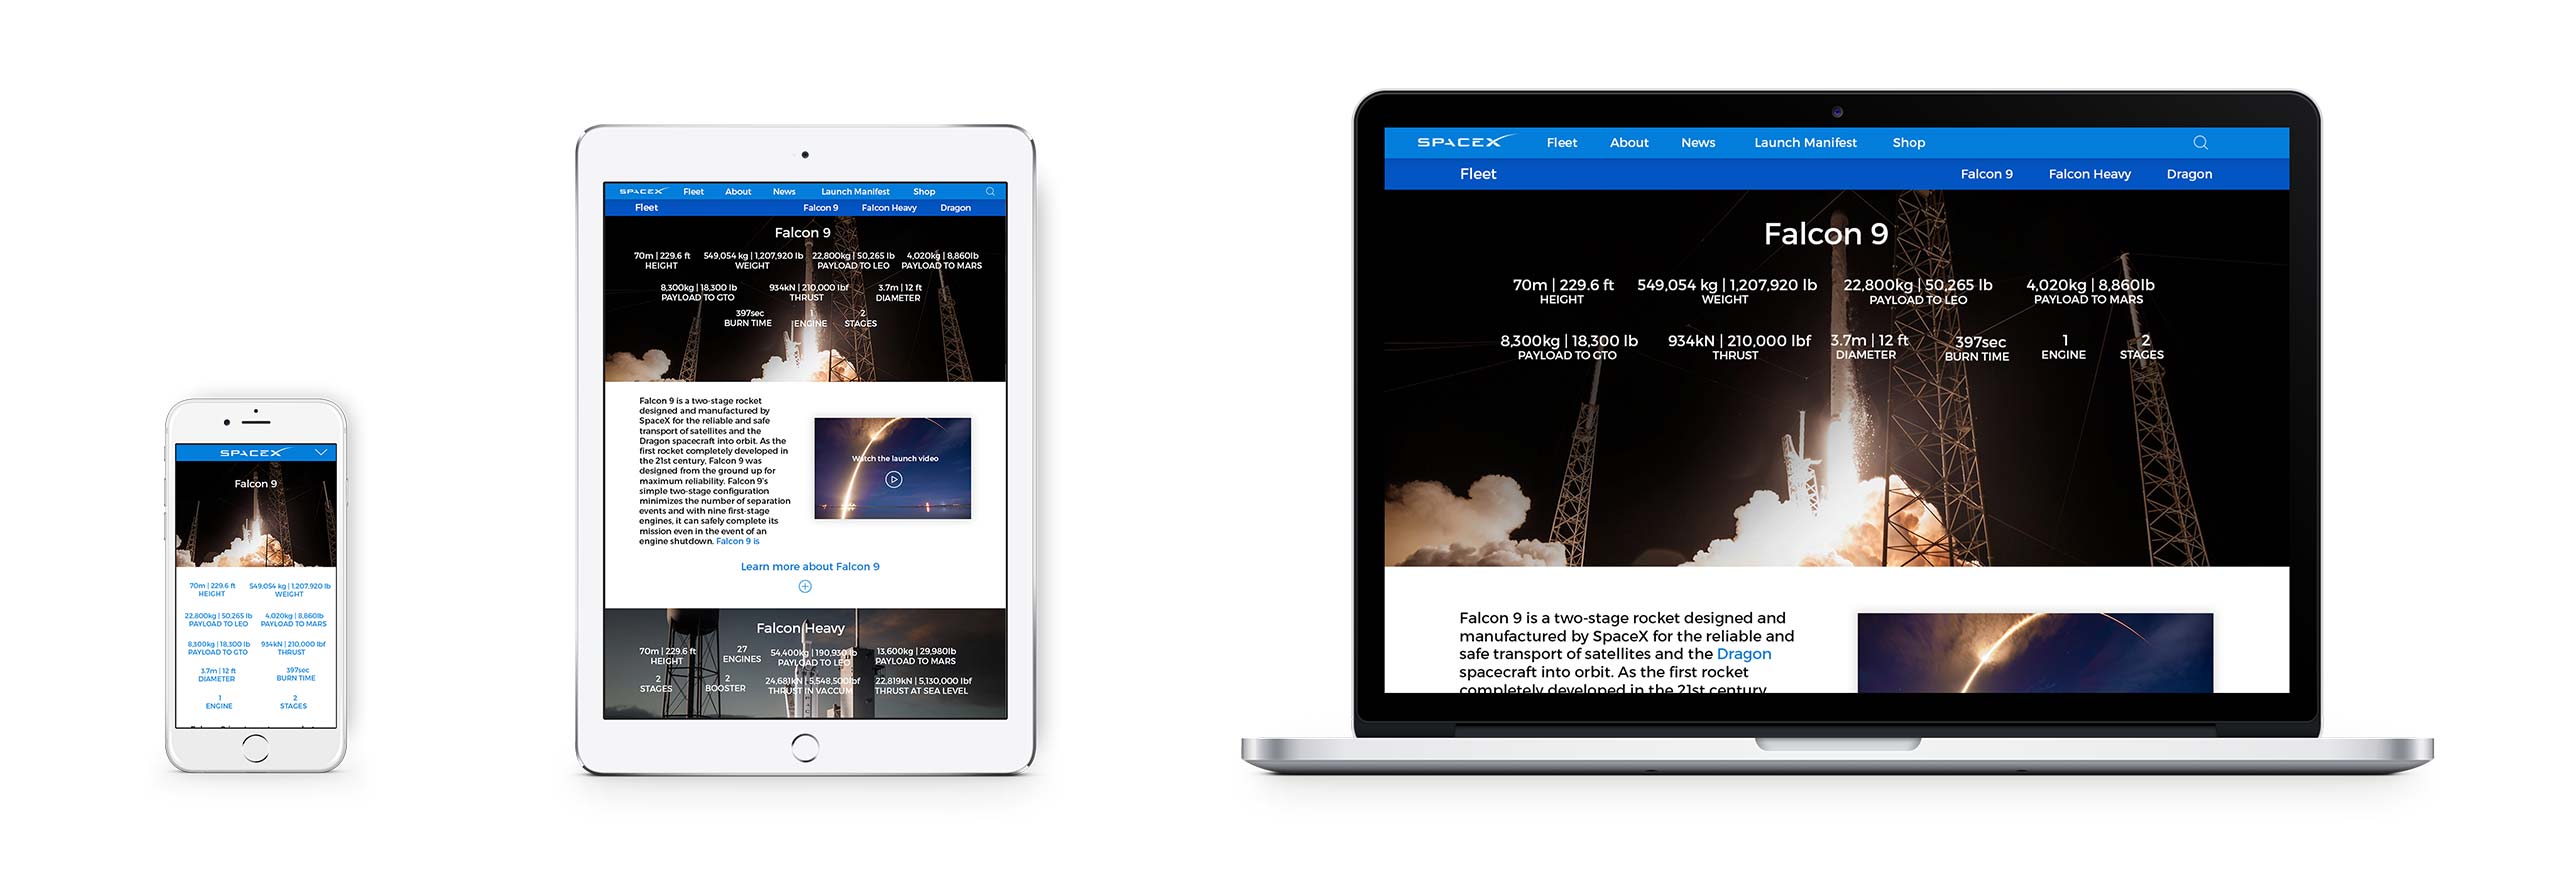 SPACEX
Falcon 9
70m | 229.6 ft 549,054 kg | 1,207,920 lb
HEIGHT WEIGHT
22,800kg | 50,265 lb 4,020kg | 8,860lb
PAYLOAD TO LEO PAYLOAD TO MARS
8,300kg | 18,300 lb 934kN | 210,000 lbf
PAYLOAD TO GTO THRUST
3.7m | 12 ft 397sec
DIAMETER BURN TIME
1 2
ENGINE STAGES
SPACEX Fleet About News Launch Manifest Shop
Fleet Falcon 9 Falcon Heavy Dragon
Falcon 9
70m | 229.6 ft 549,054 kg | 1,207,920 lb 22,800kg | 50,265 lb 4,020kg | 8,860lb
HEIGHT WEIGHT PAYLOAD TO LEO PAYLOAD TO MARS
8,300kg | 18,300 lb 934kN | 210,000 lbf 3.7m | 12 ft
PAYLOAD TO GTO THRUST DIAMETER
397sec 1 2
BURN TIME ENGINE STAGES
Falcon 9 is a two-stage rocket
designed and manufactured by
SpaceX for the reliable and safe
transport of satellites and the
Dragon spacecraft into orbit. As the
first rocket completely developed in
the 21st century, Falcon 9 was
designed from the ground up for
maximum reliability. Falcon 9's
simple two-stage configuration
minimizes the number of separation
events and with nine first-stage
engines, it can safely complete its
mission even in the event of an
engine shutdown. Falcon 9 is
Watch the launch video
Learn more about Falcon 9
Falcon Heavy
70m | 229.6 ft 27 54,400kg | 190,930lb 13,600kg | 29,980lb
HEIGHT ENGINES PAYLOAD TO LEO PAYLOAD TO MARS
2 2 24,681kN | 5,548,500lbf 22,819kN | 5,130,000 lbf
STAGES BOOSTER THRUST IN VACCUM THRUST AT SEA LEVEL
SPACEX Fleet About News Launch Manifest Shop
Fleet Falcon 9 Falcon Heavy Dragon
Falcon 9
70m | 229.6 ft 549,054 kg | 1,207,920 lb 22,800kg | 50,265 lb 4,020kg | 8,860lb
HEIGHT WEIGHT PAYLOAD TO LEO PAYLOAD TO MARS
8,300kg | 18,300 lb 934kN | 210,000 lbf 3.7m | 12 ft 397sec 1 2
PAYLOAD TO GTO THRUST DIAMETER BURN TIME ENGINE STAGES
Falcon 9 is a two-stage rocket designed and
manufactured by SpaceX for the reliable and
safe transport of satellites and the Dragon
spacecraft into orbit. As the first rocket
completely developed in the 21st century,